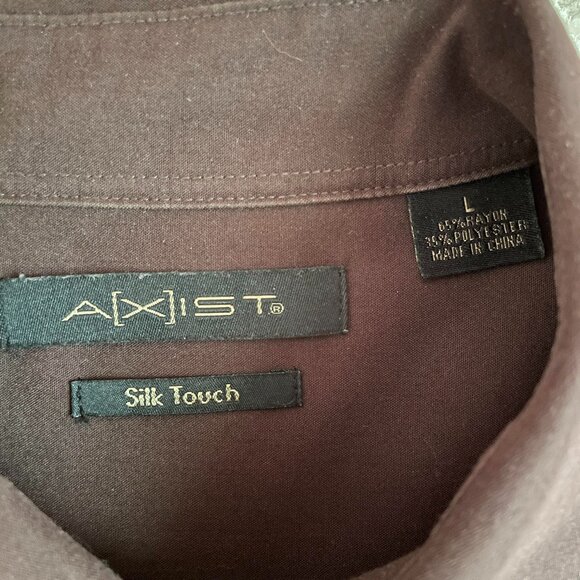 L
65% RAYON
35% POLYESTER
MADE IN CHINA
A[X]IST®
Silk Touch